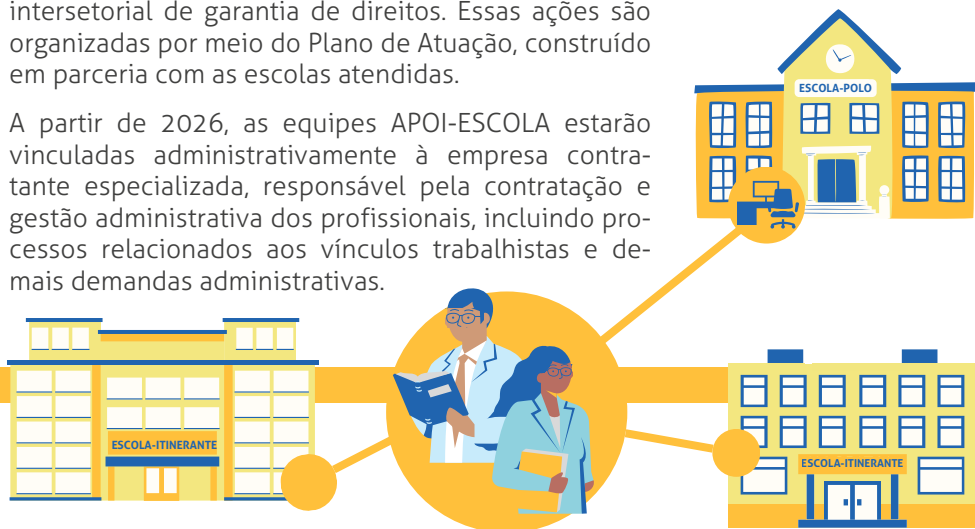 intersetorial de garantia de direitos. Essas ações são
organizadas por meio do Plano de Atuação, construído
em parceria com as escolas atendidas.
A partir de 2026, as equipes APOI-ESCOLA estarão
vinculadas administrativamente à empresa contra-
tante especializada, responsável pela contratação e
gestão administrativa dos profissionais, incluindo pro-
cessos relacionados aos vínculos trabalhistas e de-
mais demandas administrativas.
ESCOLA-POLO
ESCOLA-ITINERANTE
ESCOLA-ITINERANTE